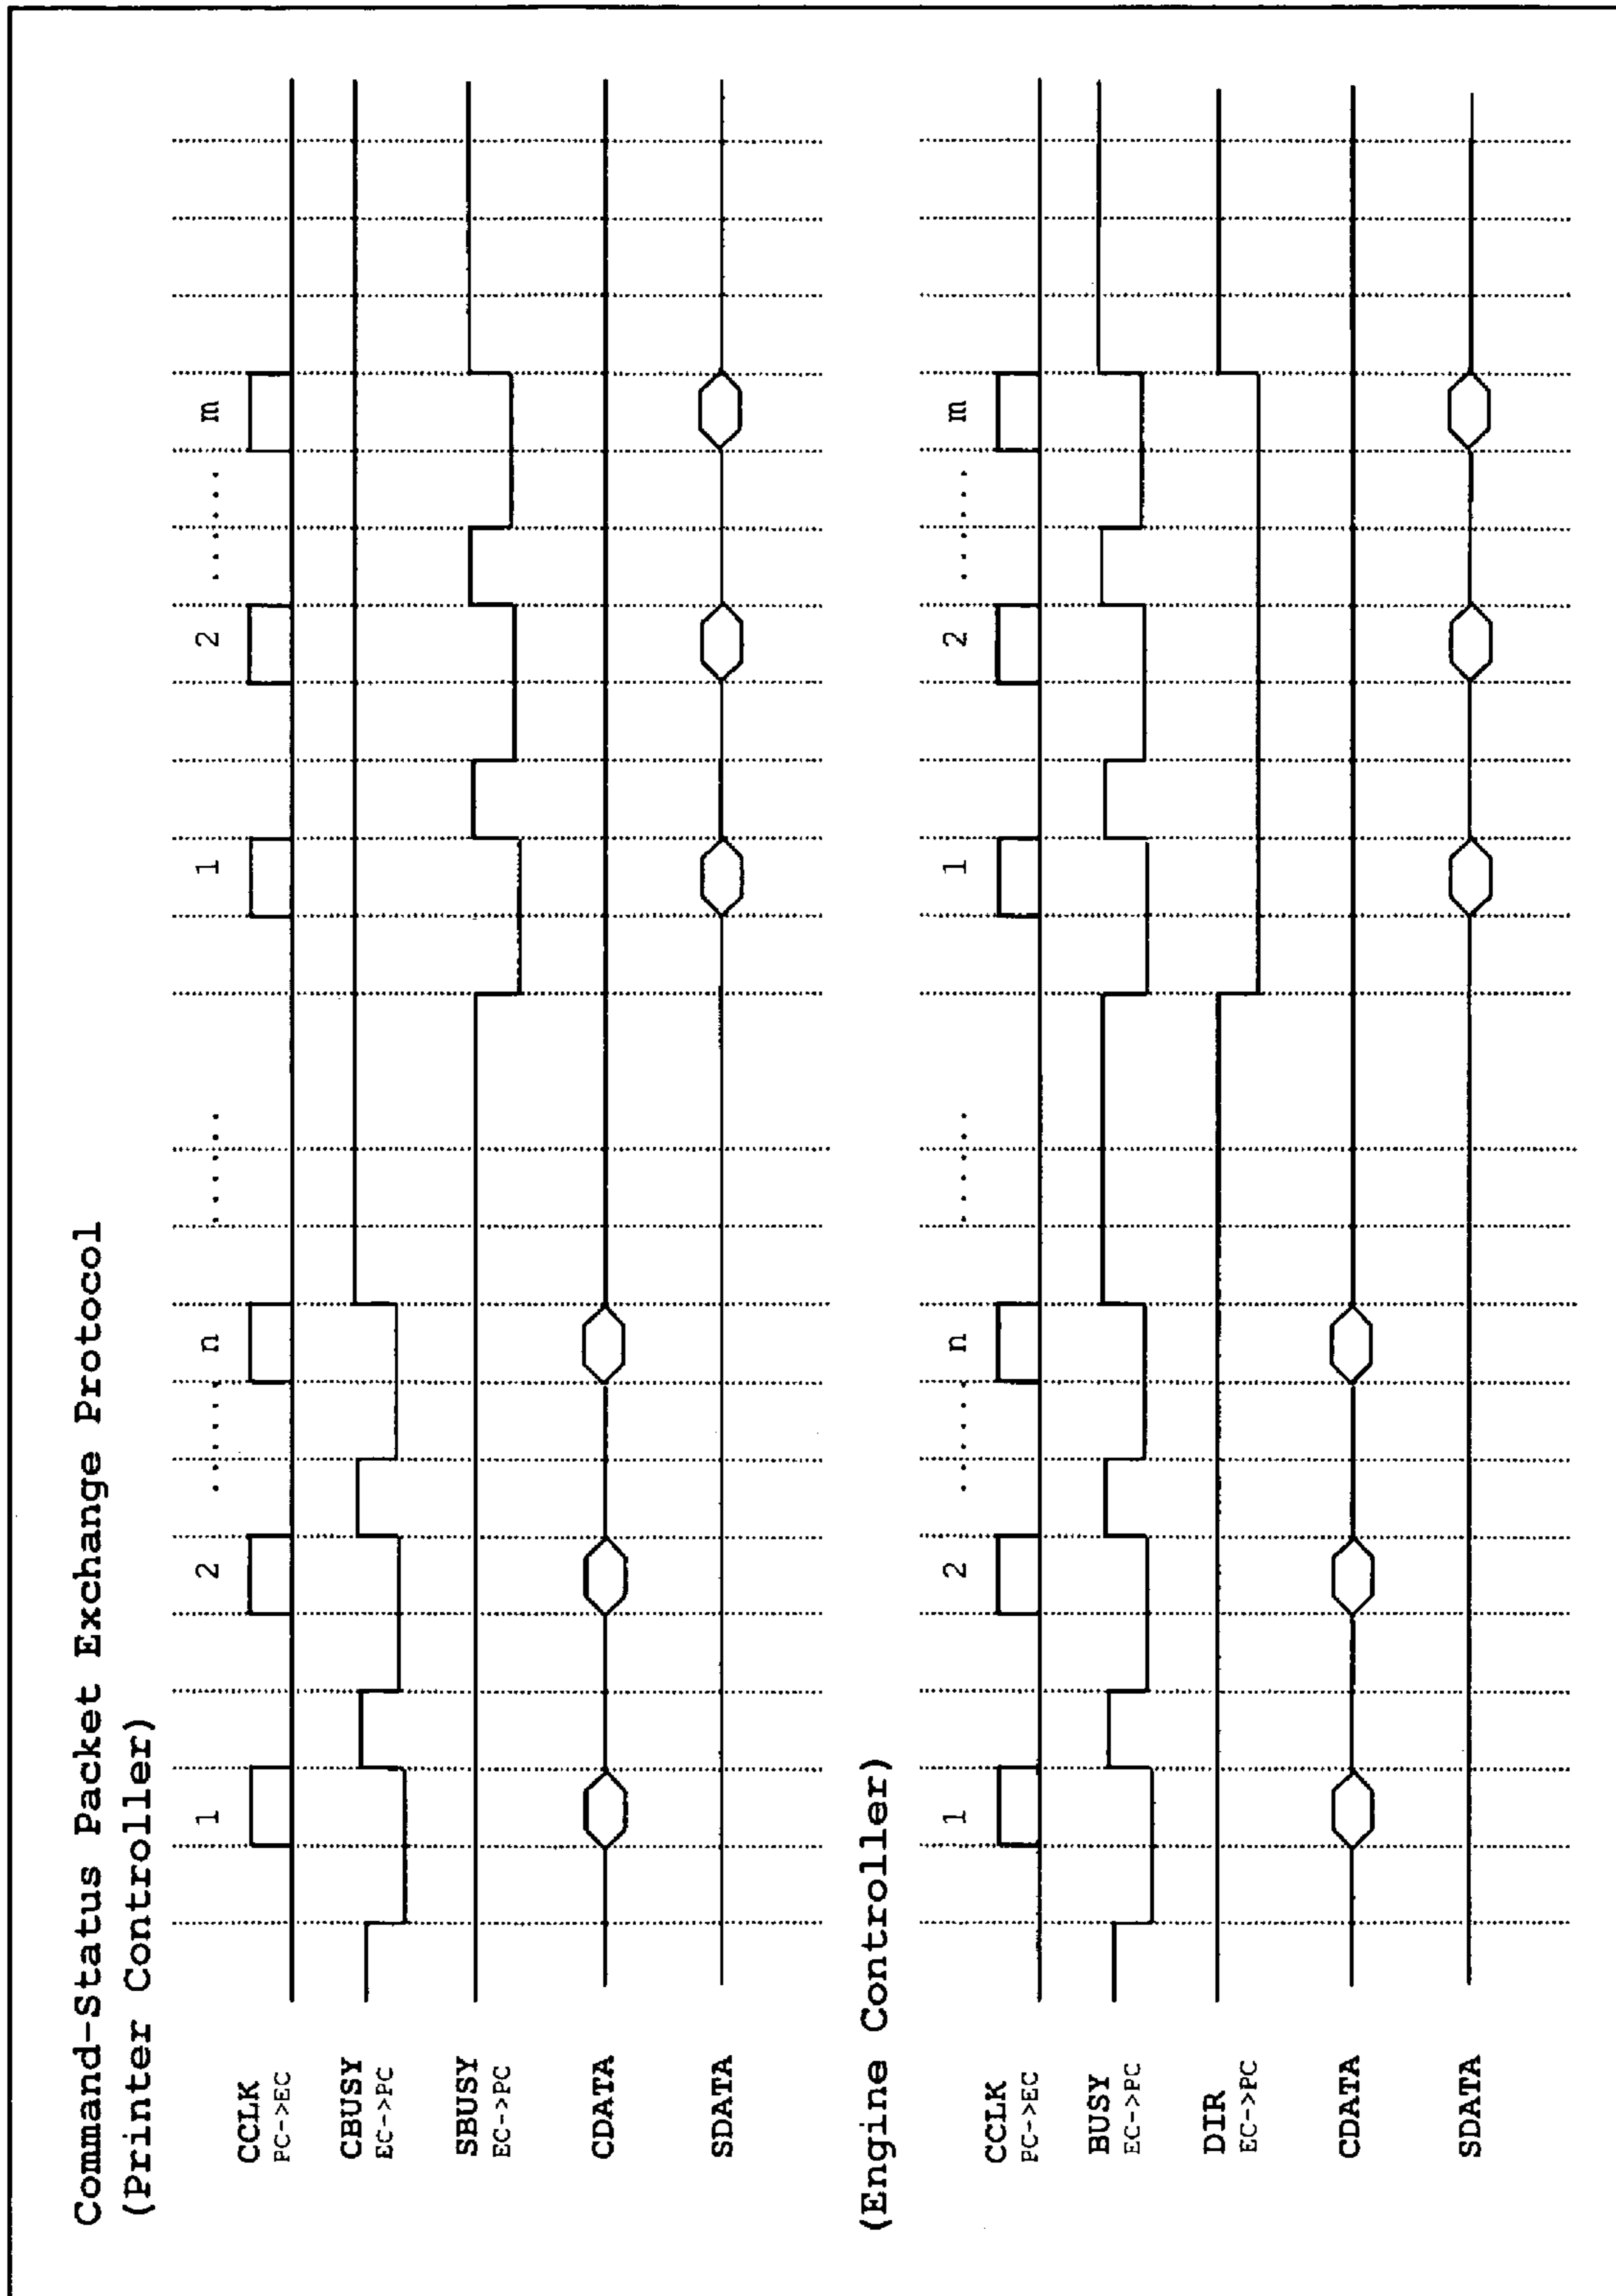 Command-Status Packet Exchange Protocol
(Printer Controller)
1 2 ...... n ...... 1 2 ...... m
CCLK
PC->EC
CBUSY
EC->PC
SBUSY
EC->PC
CDATA
SDATA
(Engine Controller)
1 2 ...... n ...... 1 2 ...... m
CCLK
PC->EC
BUSY
EC->PC
DIR
EC->PC
CDATA
SDATA